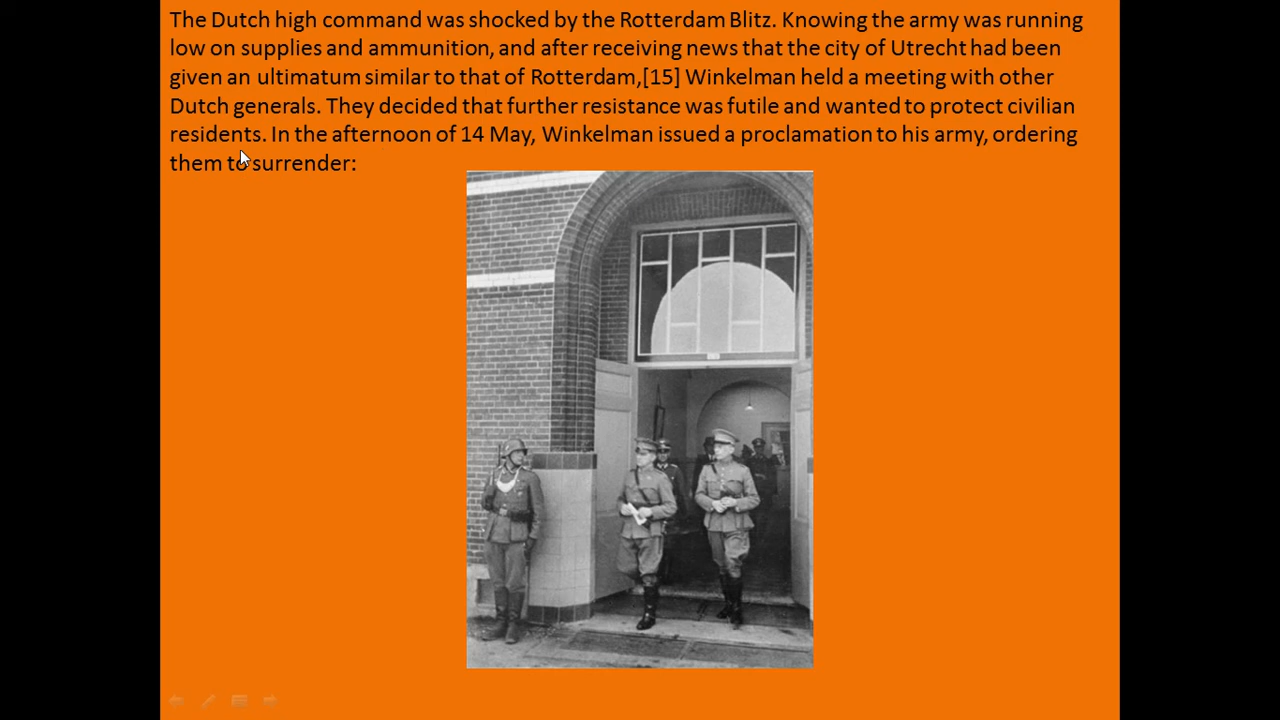 The Dutch high command was shocked by the Rotterdam Blitz. Knowing the army was running
low on supplies and ammunition, and after receiving news that the city of Utrecht had been
given an ultimatum similar to that of Rotterdam,[15] Winkelman held a meeting with other
Dutch generals. They decided that further resistance was futile and wanted to protect civilian
residents. In the afternoon of 14 May, Winkelman issued a proclamation to his army, ordering
them to surrender: